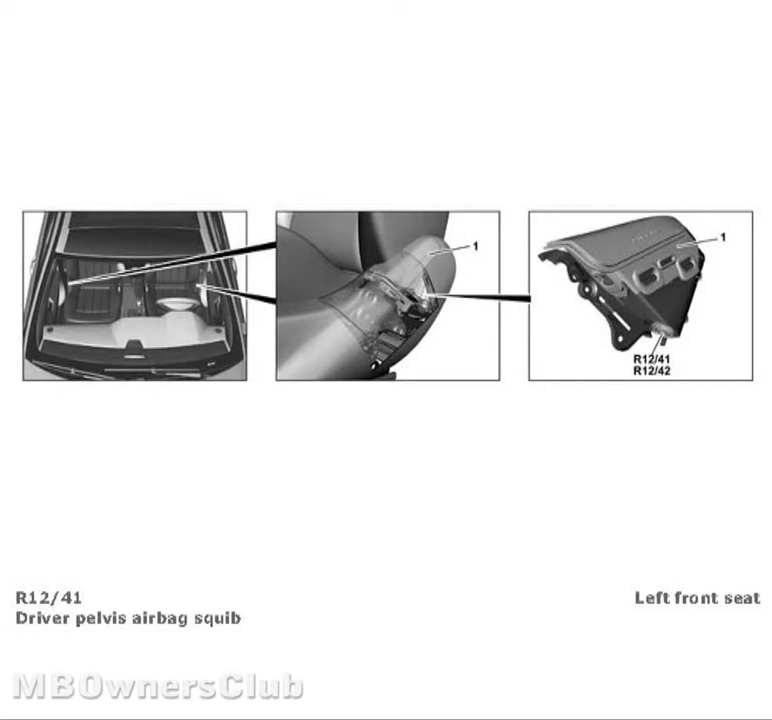 1
1
R12/41
R12/42
R12/41
Left front seat
Driver pelvis airbag squib
MBOwnersClub